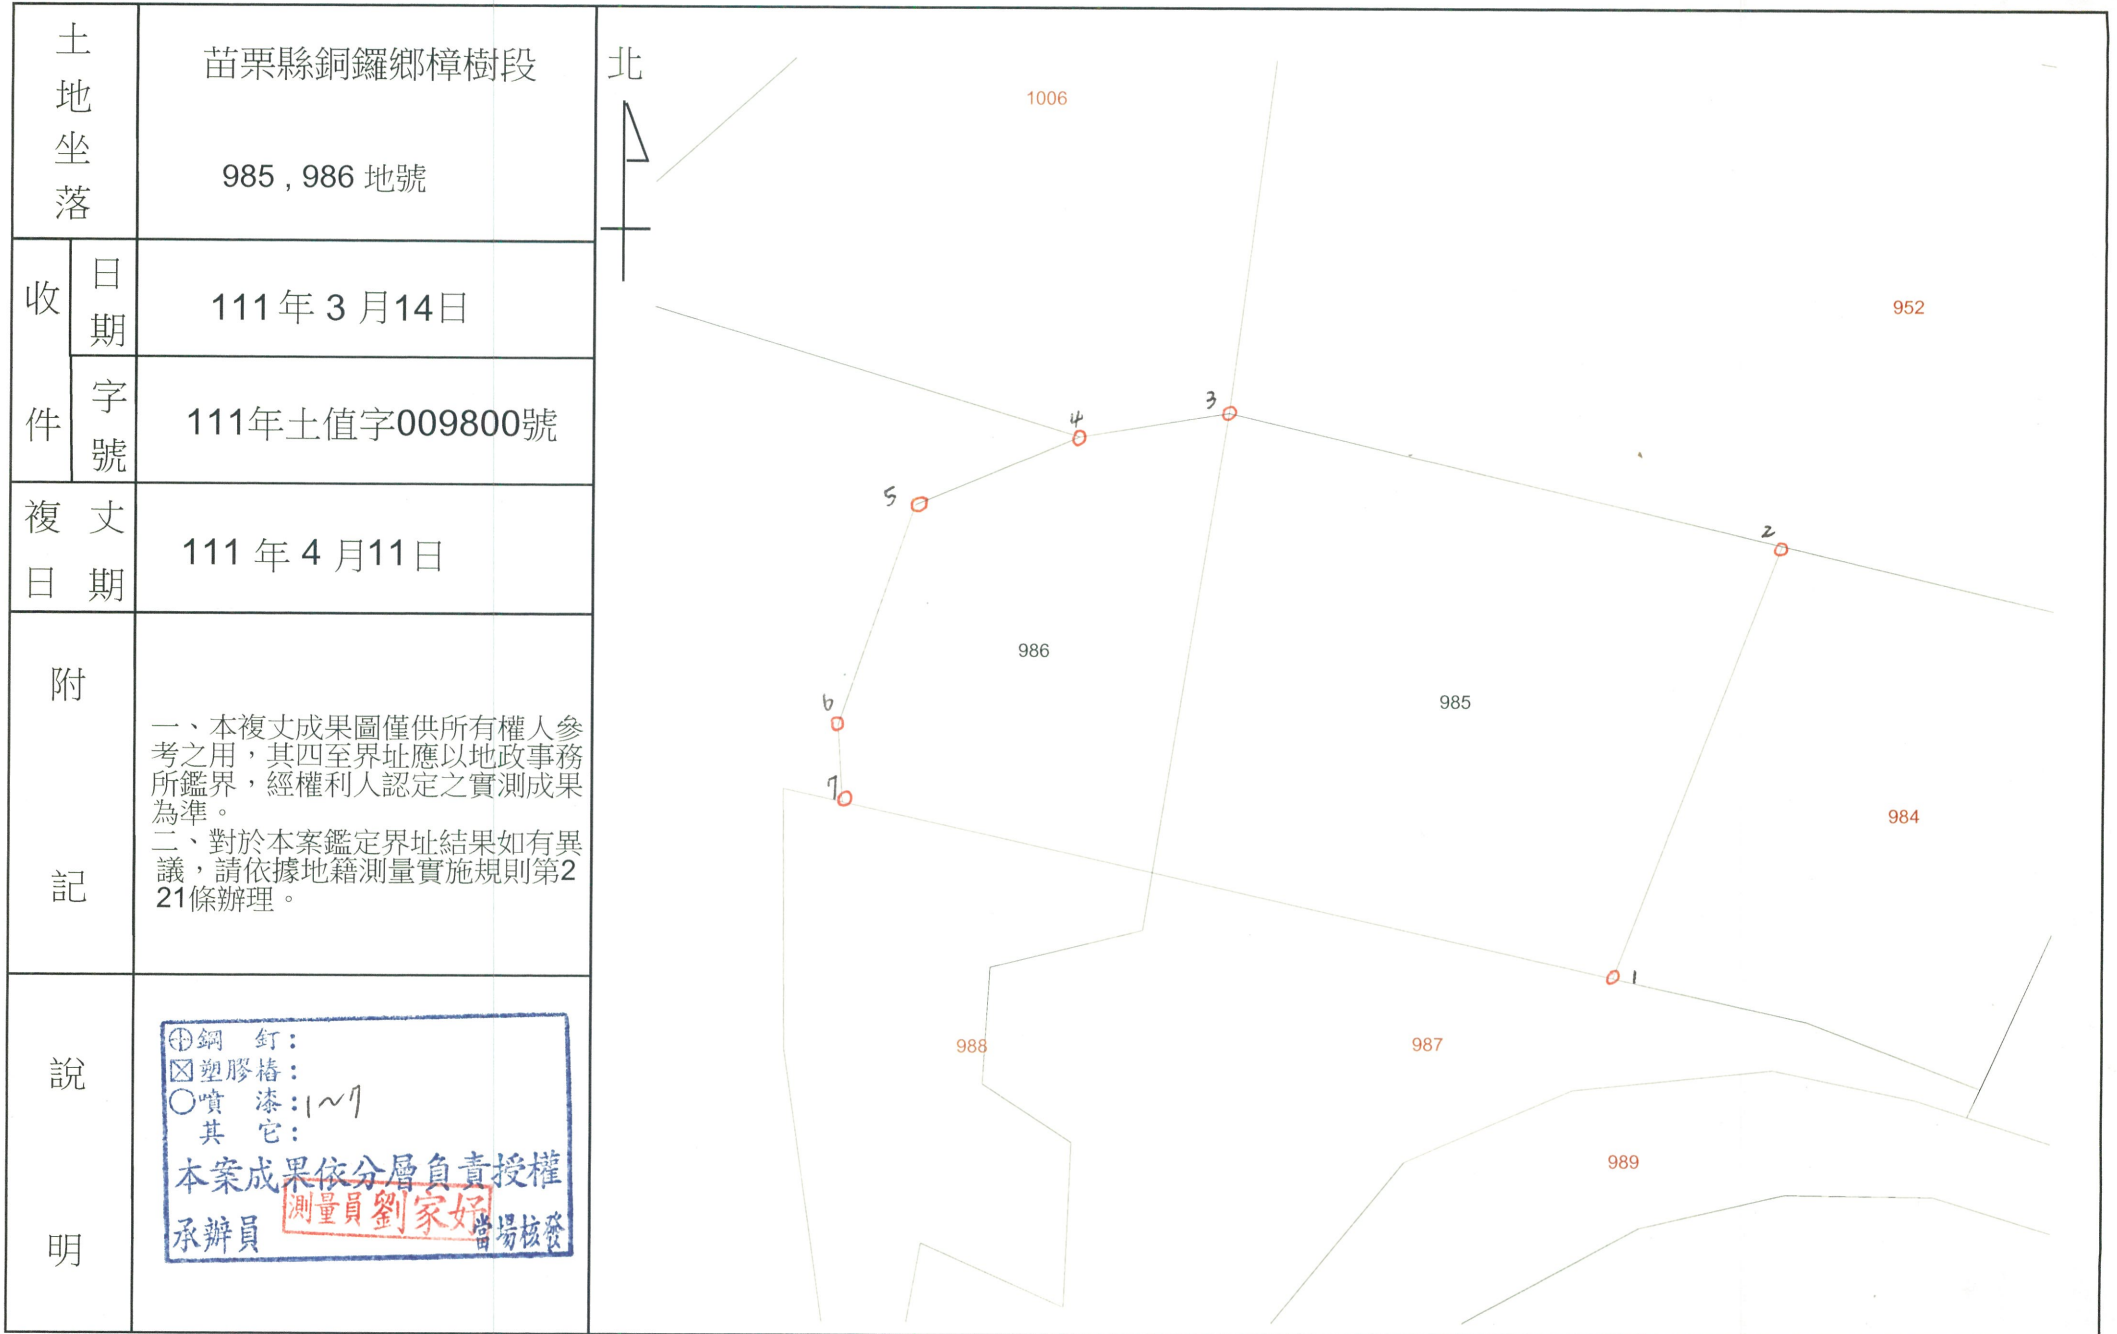 土地坐落
苗栗縣銅鑼鄉樟樹段
985 , 986 地號
收件
日期
111年 3 月14日
字號
111年土值字009800號
複丈日期
111 年 4 月11日
附記
一、本複丈成果圖僅供所有權人參
考之用，其四至界址應以地政事務
所鑑界，經權利人認定之實測成果
為準。
二、對於本案鑑定界址結果如有異
議，請依據地籍測量實施規則第2
21條辦理。
說明
鋼 釘：
塑膠樁：
噴 漆：1~7
其 它：
本案成果依分層負責授權
測量員劉家妤
承辦員 當場核發
北
1006
952
3
4
5
2
986
985
6
7
984
1
988
987
989